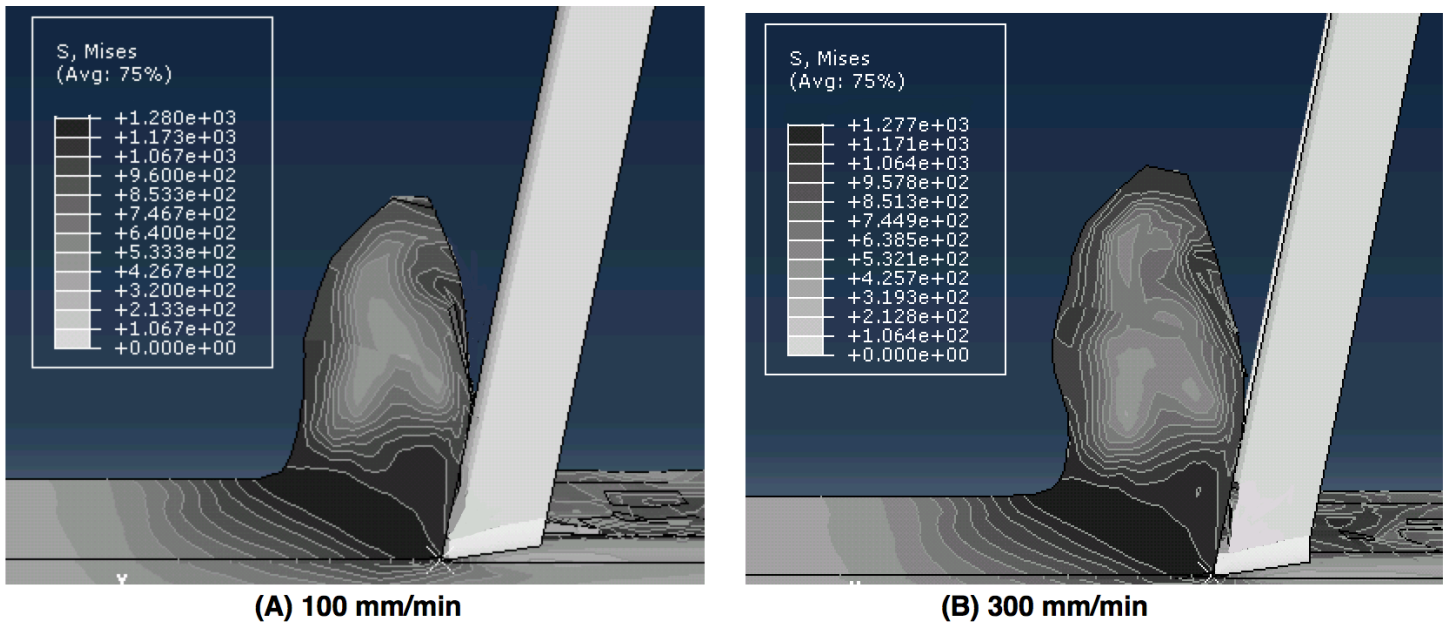 S, Mises
(Avg: 75%)
+1.280e+03
+1.173e+03
+1.067e+03
+9.600e+02
+8.533e+02
+7.467e+02
+6.400e+02
+5.333e+02
+4.267e+02
+3.200e+02
+2.133e+02
+1.067e+02
+0.000e+00
(A) 100 mm/min
S, Mises
(Avg: 75%)
+1.277e+03
+1.171e+03
+1.064e+03
+9.578e+02
+8.513e+02
+7.449e+02
+6.385e+02
+5.321e+02
+4.257e+02
+3.193e+02
+2.128e+02
+1.064e+02
+0.000e+00
(B) 300 mm/min